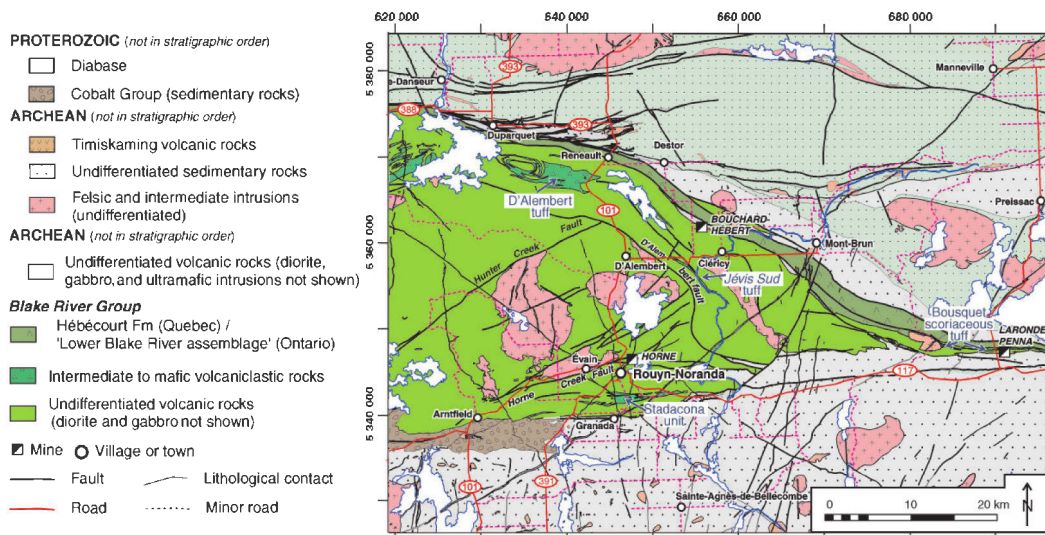 620 000 640 000 660 000 680 000
PROTEROZOIC (not in stratigraphic order)
Diabase
Cobalt Group (sedimentary rocks)
ARCHEAN (not in stratigraphic order)
Timiskaming volcanic rocks
Undifferentiated sedimentary rocks
Felsic and intermediate intrusions
(undifferentiated)
ARCHEAN (not in stratigraphic order)
Undifferentiated volcanic rocks (diorite,
gabbro, and ultramafic intrusions not shown)
Blake River Group
Hébécourt Fm (Quebec) /
'Lower Blake River assemblage' (Ontario)
Intermediate to mafic volcaniclastic rocks
Undifferentiated volcanic rocks
(diorite and gabbro not shown)
Mine
Village or town
Fault
Lithological contact
Road
Minor road
5 380 000
5 360 000
5 340 000
393
Manneville
e-Danseur
388
393
Duparquet
Reneault
Destor
D'Alembert
tuff
101
BOUCHARD-
HÉBERT
Preissac
Mont-Brun
Hunter Creek Fault
D'Alembert
D'Alem
bert fault
Cléricy
Jévis Sud
tuff
(Bousquet
scoriaceous
tuff
LARONDE
PENNA
Évain
HORNE
Horne Creek Fault
Rouyn-Noranda
117
Arntfield
Granada
Stadacona
unit
101
391
Sainte-Agnès-de-Bellecombe
0 10 20 km
N